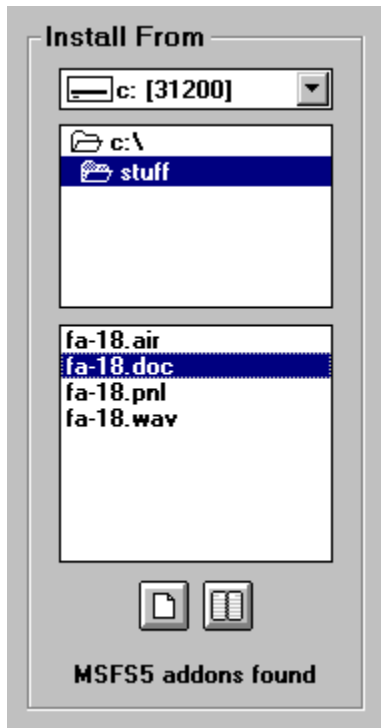 Install From
c: [31200]
c:\
stuff
fa-18.air
fa-18.doc
fa-18.pnl
fa-18.wav
MSFS5 addons found